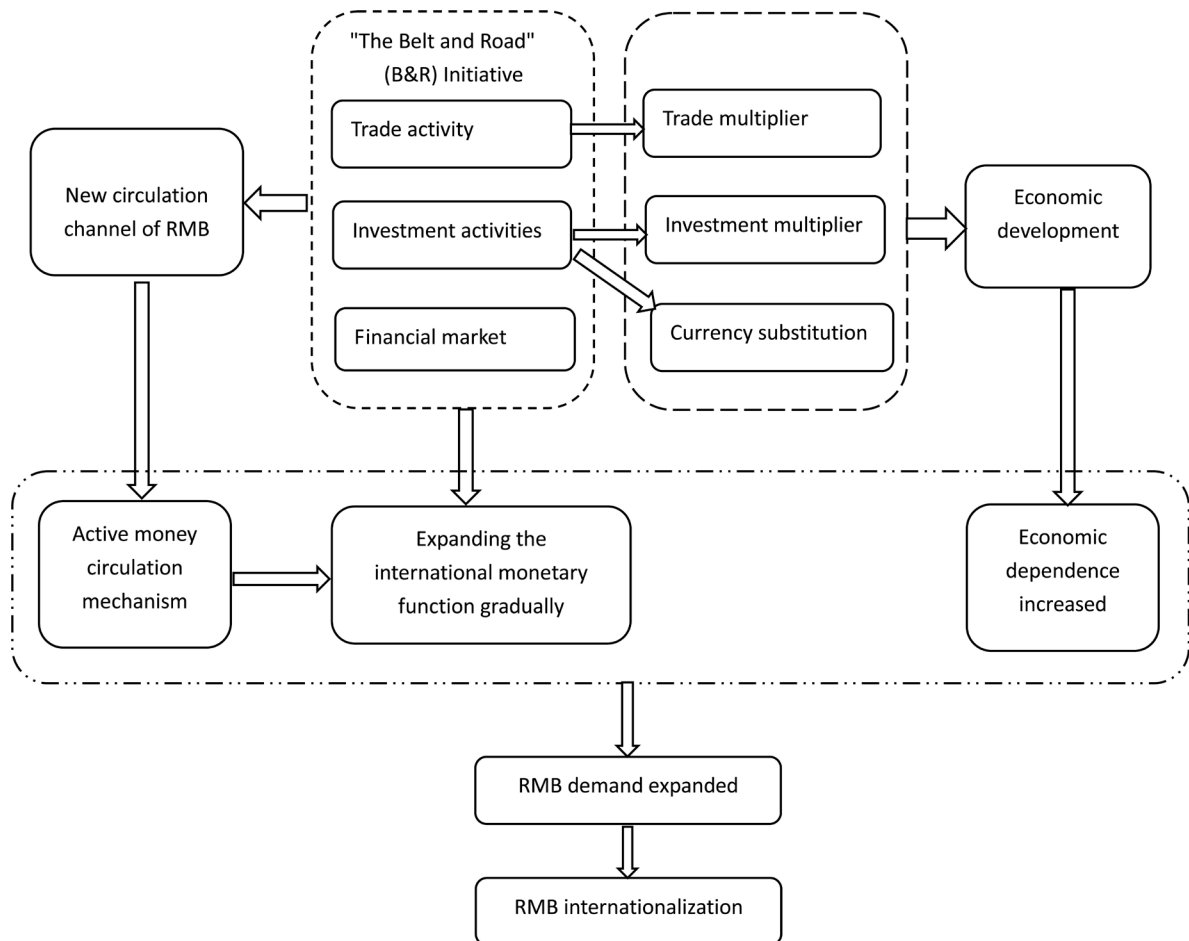 "The Belt and Road"
(B&R) Initiative
Trade activity
Trade multiplier
New circulation
channel of RMB
Investment activities
Investment multiplier
Economic
development
Financial market
Currency substitution
Active money
circulation
mechanism
Expanding the
international monetary
function gradually
Economic
dependence
increased
RMB demand expanded
RMB internationalization